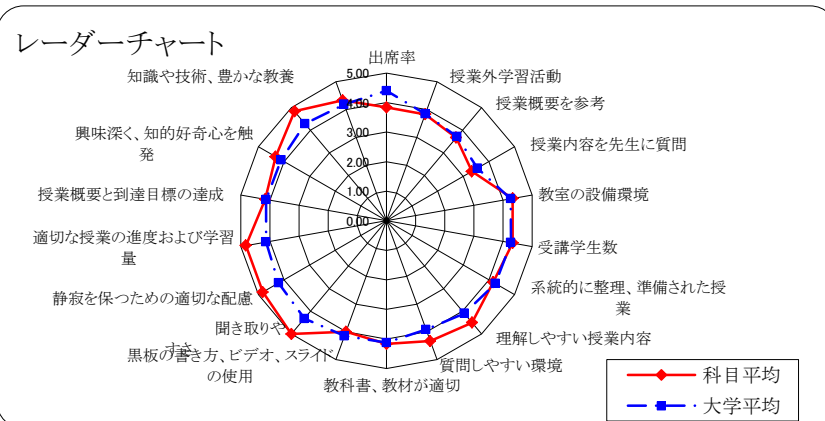 レーダーチャート
出席率
授業外学習活動
授業概要を参考
授業内容を先生に質問
教室の設備環境
受講学生数
系統的に整理、準備された授
業
理解しやすい授業内容
質問しやすい環境
教科書、教材が適切
黒板の書き方、ビデオ、スライド
の使用
聞き取りや
すさ
静寂を保つための適切な配慮
適切な授業の進度および学習
量
授業概要と到達目標の達成
興味深く、知的好奇心を触
発
知識や技術、豊かな教養
5.00
4.00
3.00
2.00
1.00
0.00
科目平均
大学平均